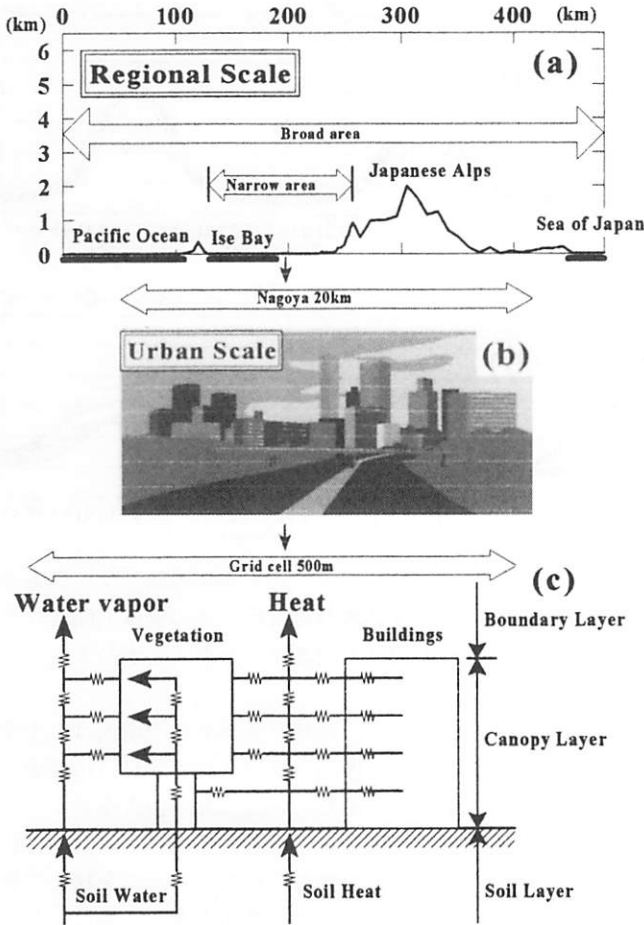 (km) 0 100 200 300 400 (km)
6
5
4
3
2
1
0
Regional Scale
(a)
Broad area
Narrow area
Japanese Alps
Pacific Ocean
Ise Bay
Sea of Japan
Nagoya 20km
Urban Scale
(b)
Grid cell 500m
(c)
Water vapor
Heat
Boundary Layer
Vegetation
Buildings
Canopy Layer
Soil Water
Soil Heat
Soil Layer